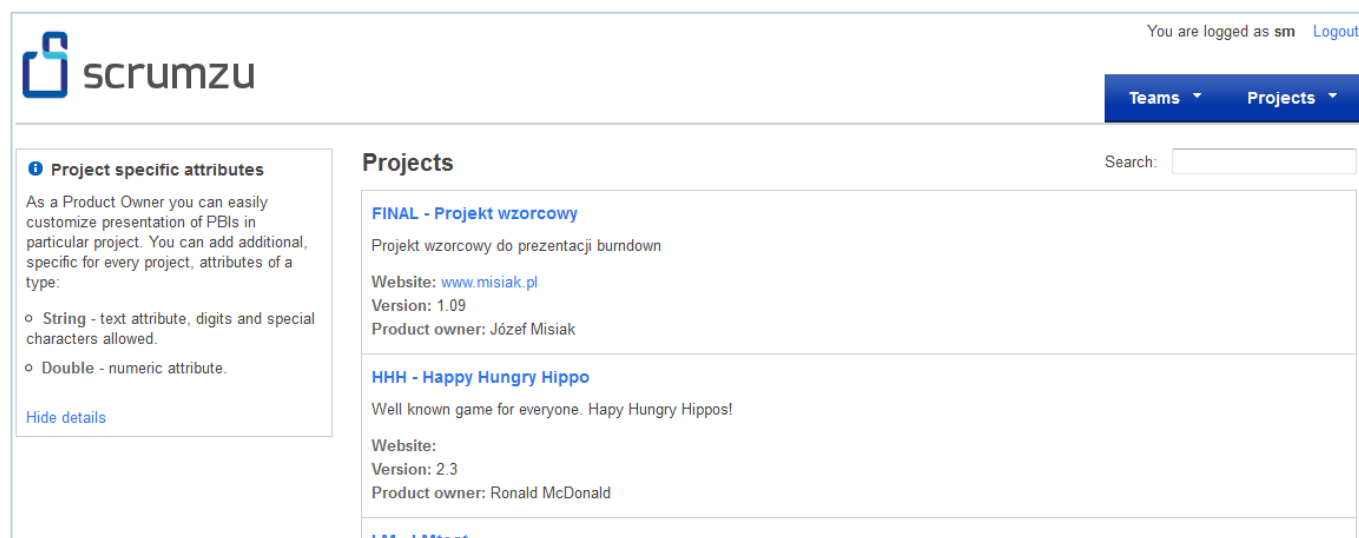 You are logged as sm Logout
scrumzu
Teams Projects
Project specific attributes
As a Product Owner you can easily
customize presentation of PBIs in
particular project. You can add additional,
specific for every project, attributes of a
type:
String - text attribute, digits and special
characters allowed.
Double - numeric attribute.
Hide details
Projects
Search:
FINAL - Projekt wzorcowy
Projekt wzorcowy do prezentacji burndown
Website: www.misiak.pl
Version: 1.09
Product owner: Józef Misiak
HHH - Happy Hungry Hippo
Well known game for everyone. Hapy Hungry Hippos!
Website:
Version: 2.3
Product owner: Ronald McDonald